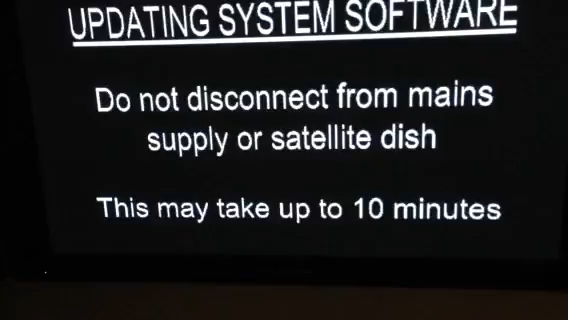 UPDATING SYSTEM SOFTWARE
Do not disconnect from mains
supply or satellite dish
This may take up to 10 minutes